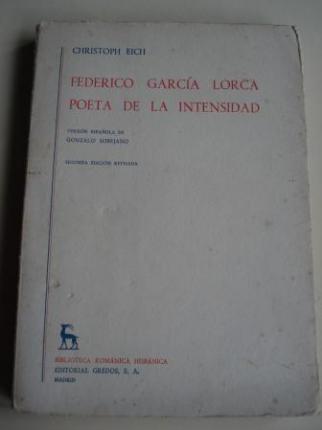 CHRISTOPH EICH
FEDERICO GARCÍA LORCA
POETA DE LA INTENSIDAD
VERSIÓN ESPAÑOLA DE
GONZALO SOBEJANO
SEGUNDA EDICIÓN REVISADA
BIBLIOTECA ROMÁNICA HISPÁNICA
EDITORIAL GREDOS, S. A.
MADRID